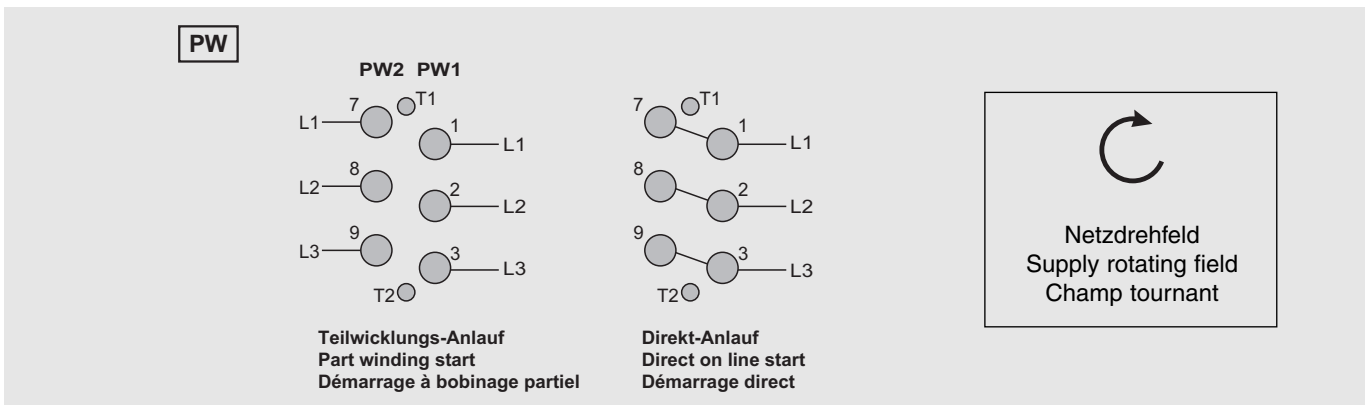 PW
PW2 PW1
7 T1
L1 1
L1
8
L2 2
L2
9
L3 3
L3
T2
Teilwicklungs-Anlauf
Part winding start
Démarrage à bobinage partiel
7 T1
1
L1
8
2
L2
9
3
L3
T2
Direkt-Anlauf
Direct on line start
Démarrage direct
Netzdrehfeld
Supply rotating field
Champ tournant